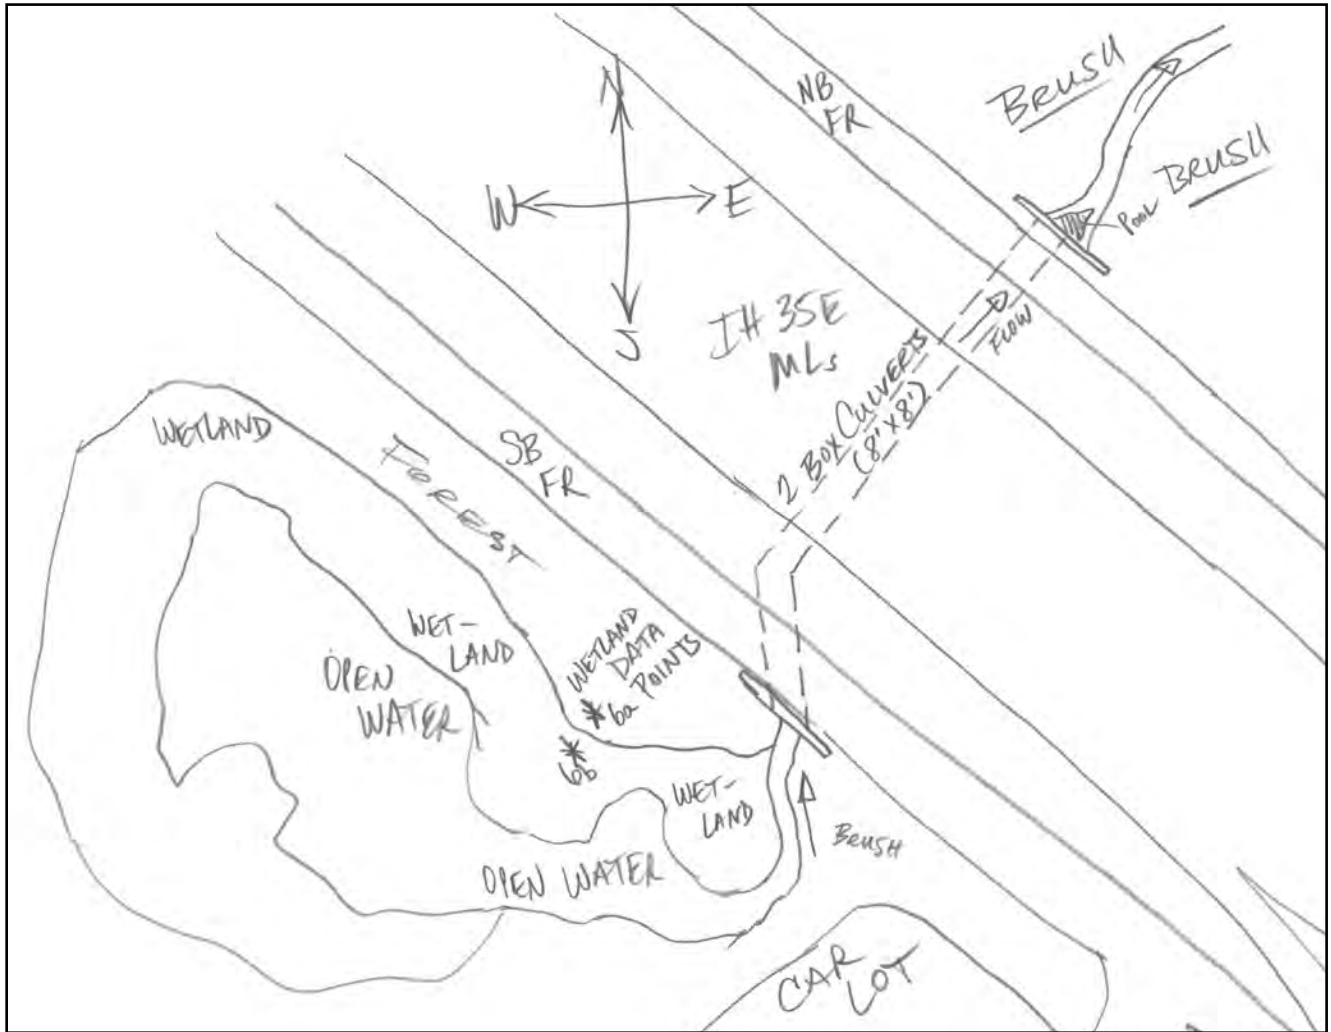 NB
FR
BRUSH
BRUSH
POOL
N
W
E
S
IH 35E
MLs
FLOW
2 BOX CULVERTS
(8'X8')
WETLAND
FOREST
SB
FR
WET-
LAND
OPEN
WATER
WETLAND
DATA
POINTS
6a
6b
WET-
LAND
BRUSH
OPEN WATER
CAR
LOT